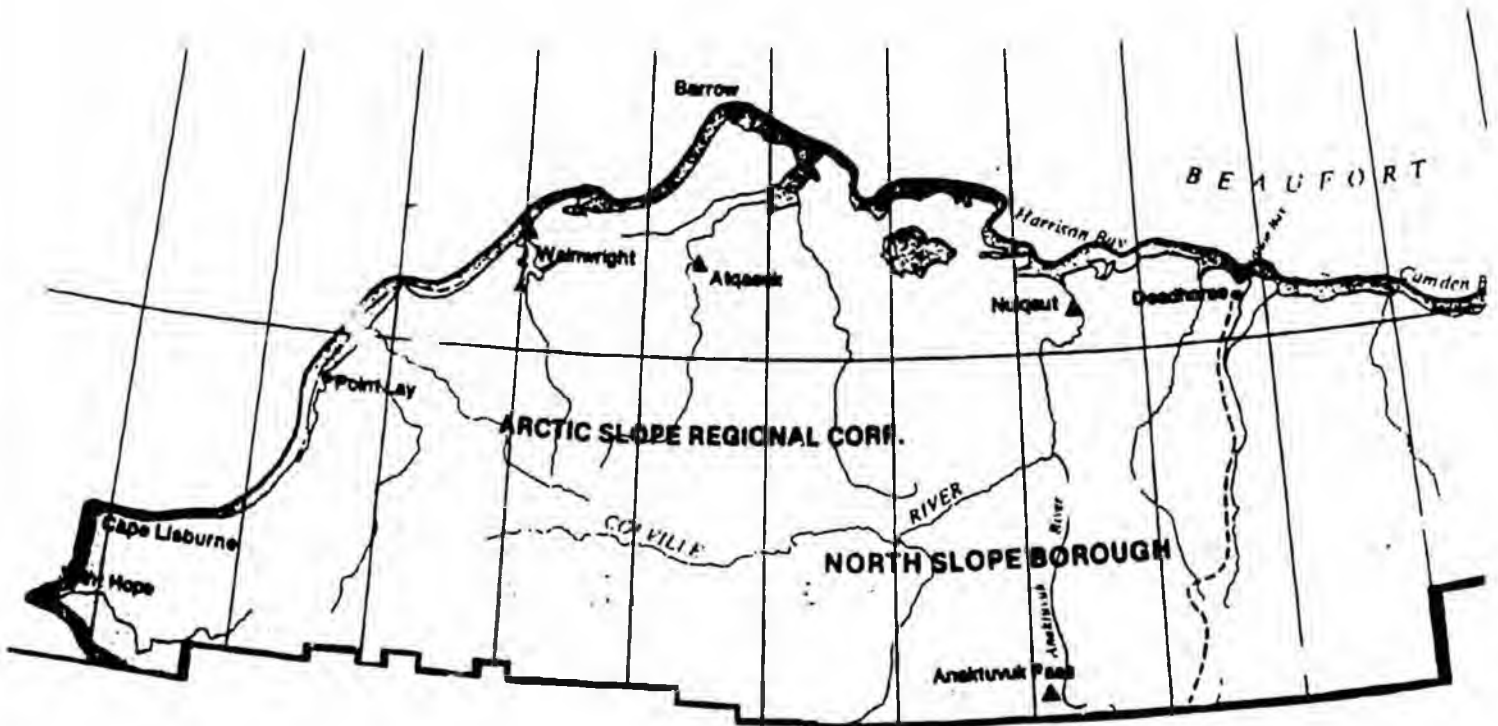 Barrow
BEAUFORT
Harrison Bay
Wainwright
Atqasuk
Camden
Deadhorse
Nuiqsut
Point Lay
ARCTIC SLOPE REGIONAL CORP.
RIVER
COLVILLE
River
Cape Lisburne
NORTH SLOPE BOROUGH
Hope
Anaktuvuk
Anaktuvuk Pass